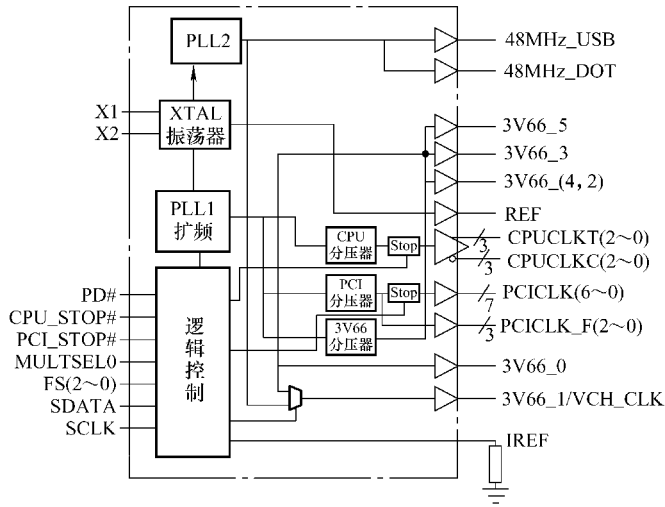 PLL2
48MHz_USB
48MHz_DOT
X1
X2
XTAL
振荡器
3V66_5
3V66_3
3V66_(4,2)
REF
PLL1
扩频
CPU
分压器
Stop
3
CPUCLKT(2～0)
3
CPUCLKC(2～0)
PCI
分压器
Stop
7
PCICLK(6～0)
3V66
分压器
3
PCICLK_F(2～0)
逻辑控制
PD#
CPU_STOP#
PCI_STOP#
MULTSEL0
FS(2～0)
SDATA
SCLK
3V66_0
3V66_1/VCH_CLK
IREF